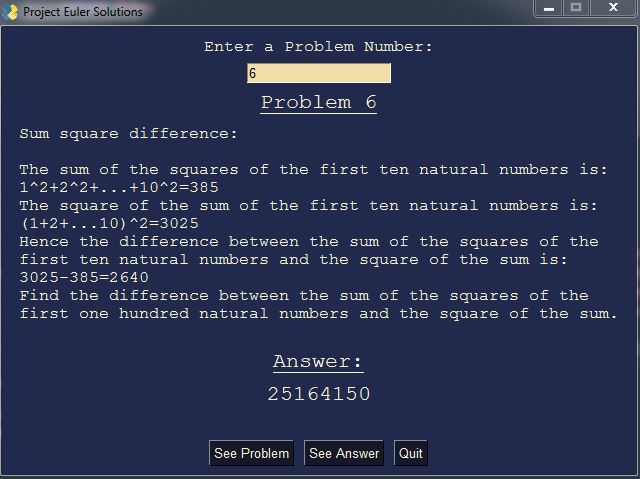 Project Euler Solutions
Enter a Problem Number:
6
Problem 6
Sum square difference:
The sum of the squares of the first ten natural numbers is:
1^2+2^2+...+10^2=385
The square of the sum of the first ten natural numbers is:
(1+2+...10)^2=3025
Hence the difference between the sum of the squares of the
first ten natural numbers and the square of the sum is:
3025-385=2640
Find the difference between the sum of the squares of the
first one hundred natural numbers and the square of the sum.
Answer:
25164150
See Problem See Answer Quit